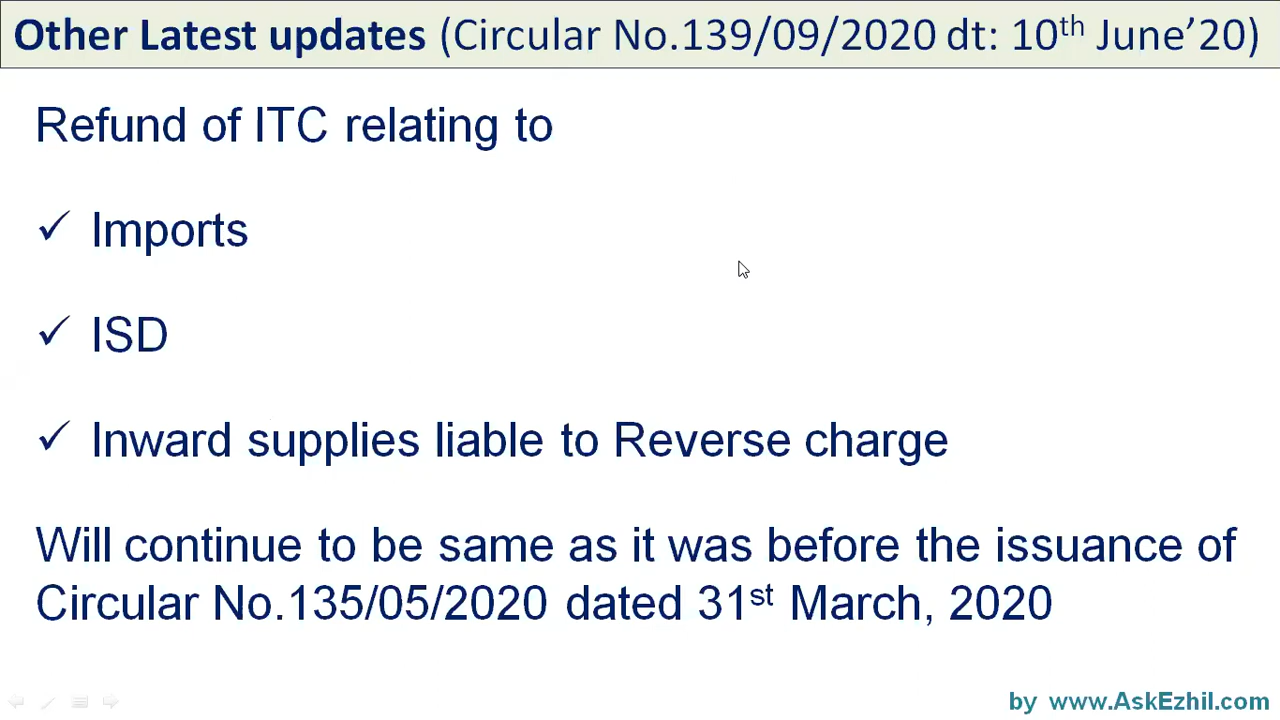 Other Latest updates (Circular No.139/09/2020 dt: 10th June’20)
Refund of ITC relating to
✓ Imports
✓ ISD
✓ Inward supplies liable to Reverse charge
Will continue to be same as it was before the issuance of
Circular No.135/05/2020 dated 31st March, 2020
by www.AskEzhil.com